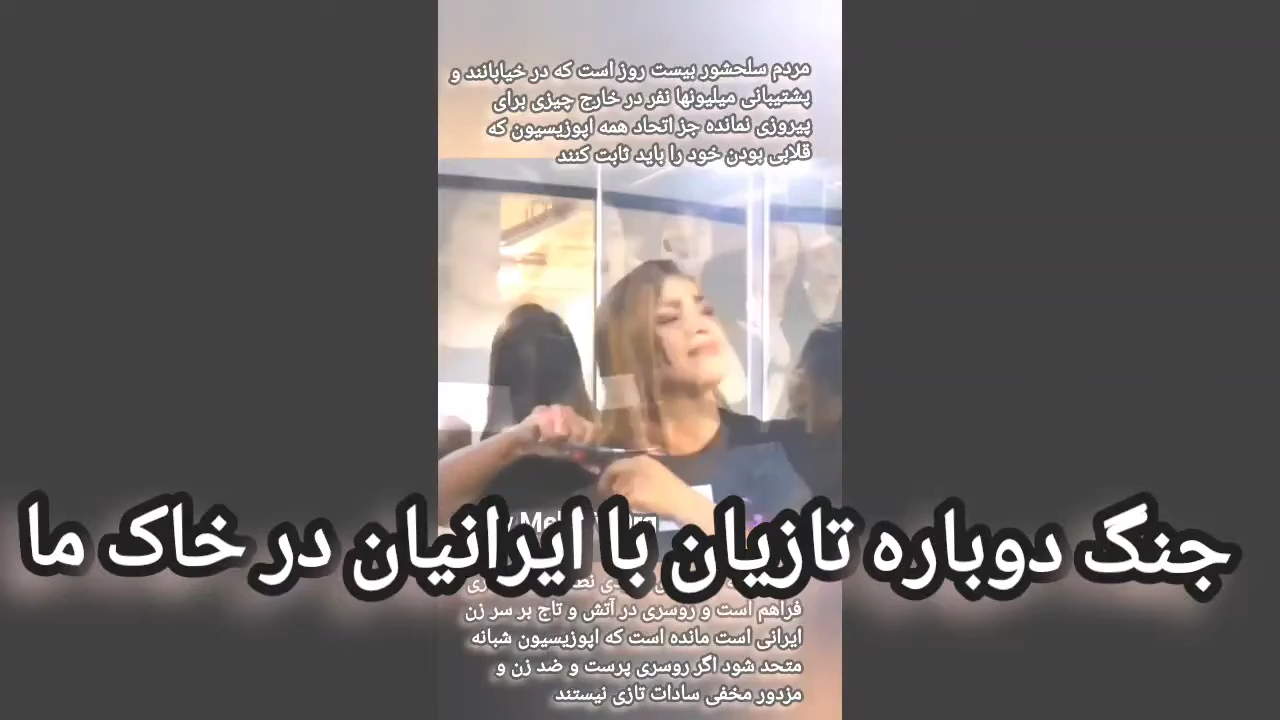 مردم سلحشور بیست روز است که در خیابانند و
پشتیبانی میلیونها نفر در خارج چیزی برای
پیروزی نمانده جز اتحاد همه اپوزیسیون که
قلابی بودن خود را باید ثابت کنند
جنگ دوباره تازیان با ایرانیان در خاک ما
فراهم است و روسری در آتش و تاج بر سر زن
ایرانی است مانده است که اپوزیسیون شبانه
متحد شود اگر روسری پرست و ضد زن و
مزدور مخفی سادات تازی نیستند